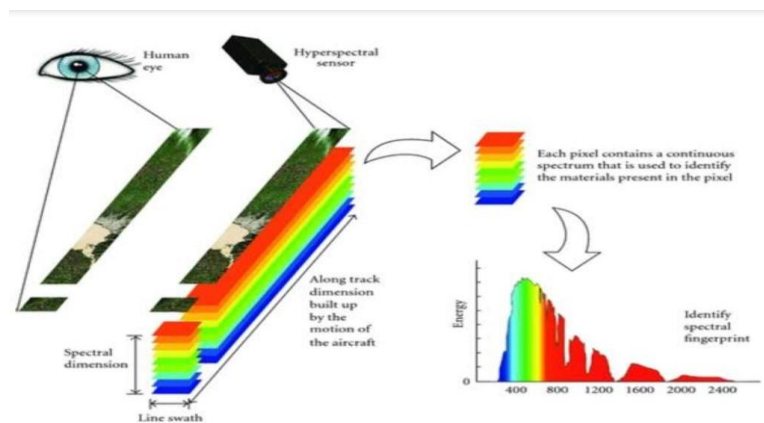 Human
eye
Hyperspectral
sensor
Each pixel contains a continuous
spectrum that is used to identify
the materials present in the pixel
Along track
dimension
built up
by the
motion of
the aircraft
Spectral
dimension
Line swath
Energy
Identify
spectral
fingerprint
0
400 800 1200 1600 2000 2400